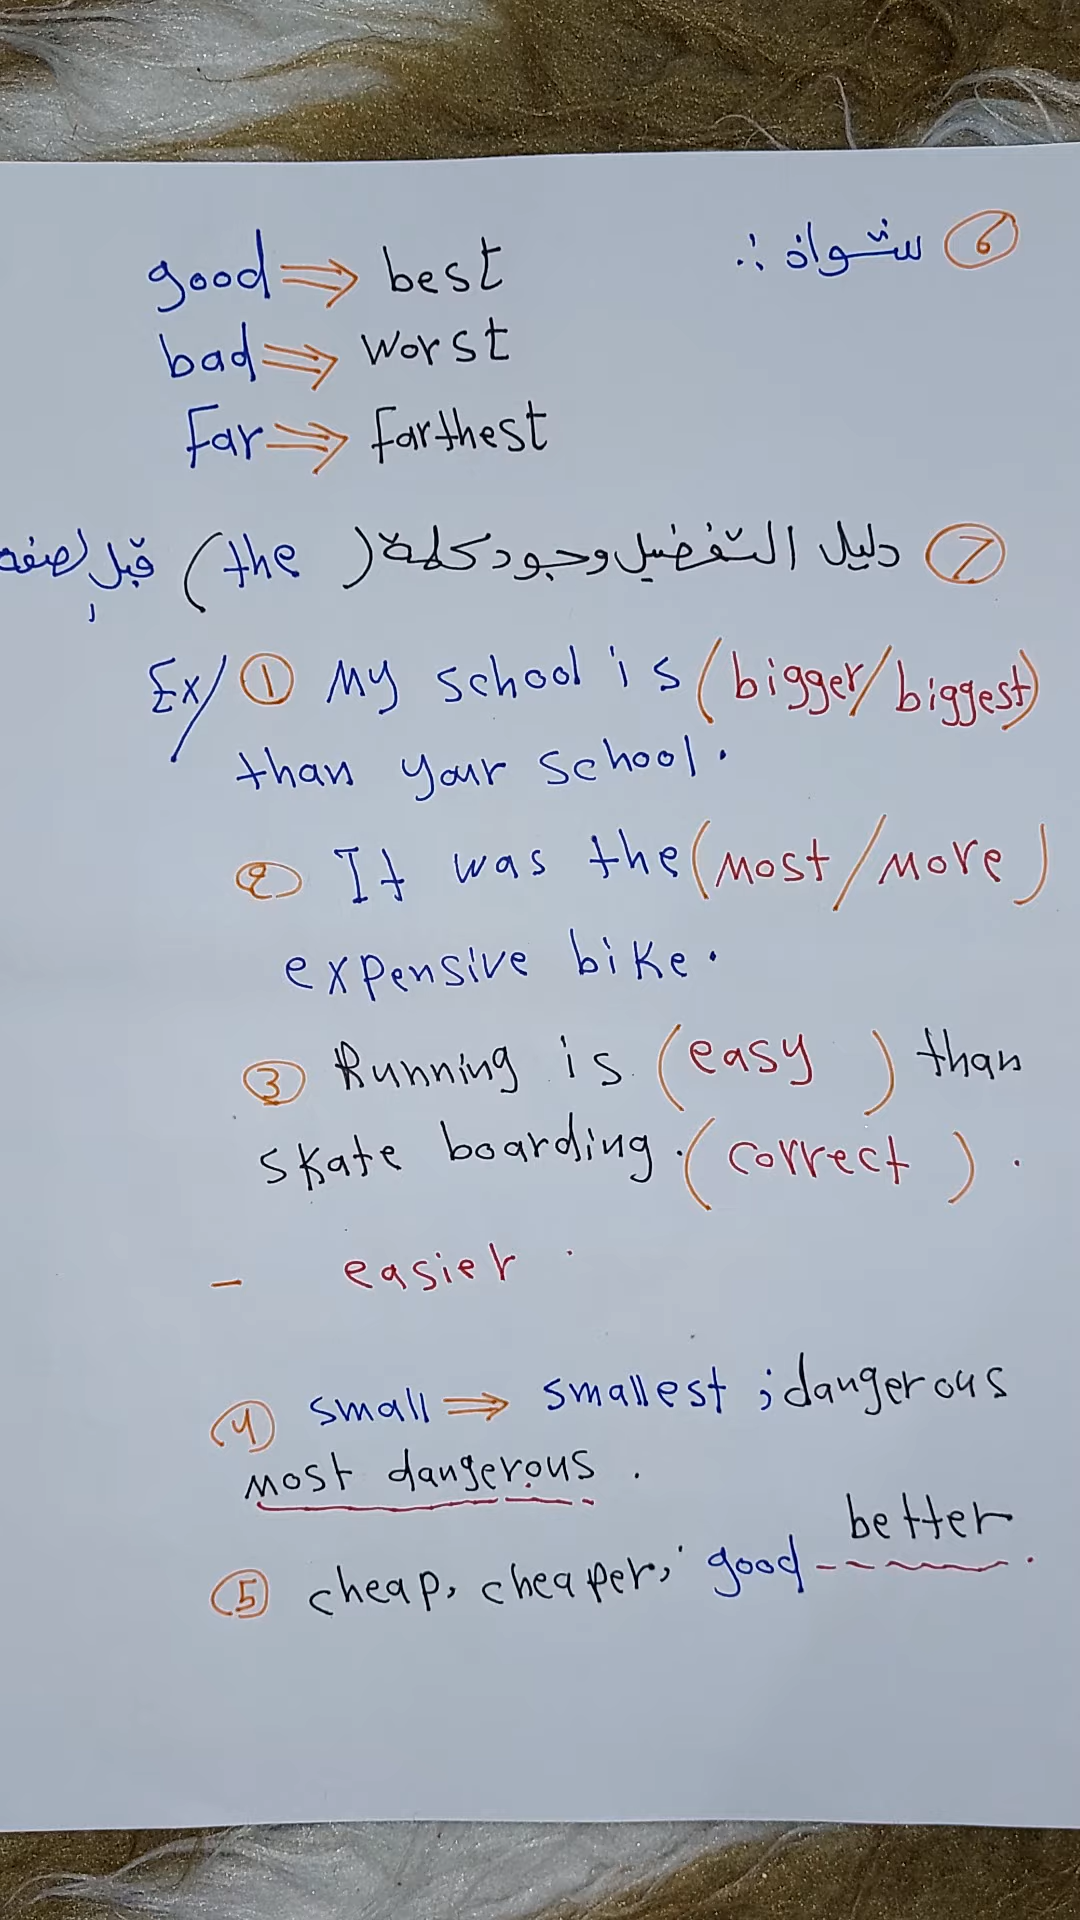 ⑥ شواذ :.
good ⇒ best
bad ⇒ worst
Far ⇒ farthest
⑦ دليل التفضيل وجود كلمة ( the ) قبل لصفه
Ex/ ① My school is (bigger/biggest)
than your school.
② It was the (most/more)
expensive bike.
③ Running is (easy ) than
skate boarding. (correct ).
- easier .
④ small ⇒ smallest ; dangerous
most dangerous .
better
⑤ cheap, cheaper, good ------ .